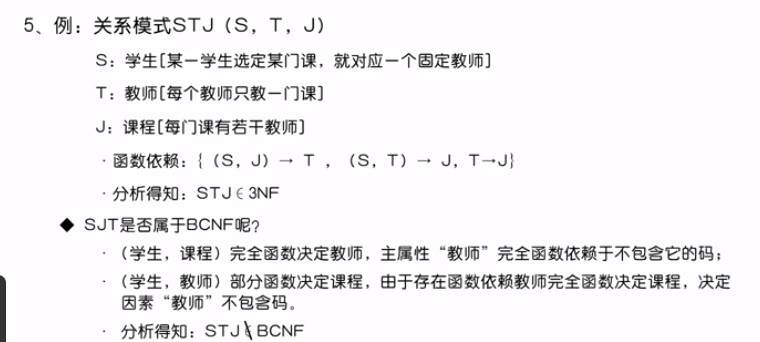 5、例：关系模式STJ（S，T，J）
S：学生[某一学生选定某门课，就对应一个固定教师]
T：教师[每个教师只教一门课]
J：课程[每门课有若干教师]
· 函数依赖：{（S，J）→ T ，（S，T）→ J，T→J}
· 分析得知：STJ∈3NF
◆ SJT是否属于BCNF呢?
· （学生，课程）完全函数决定教师，主属性“教师”完全函数依赖于不包含它的码；
· （学生，教师）部分函数决定课程，由于存在函数依赖教师完全函数决定课程，决定
因素“教师”不包含码。
· 分析得知：STJ∉BCNF